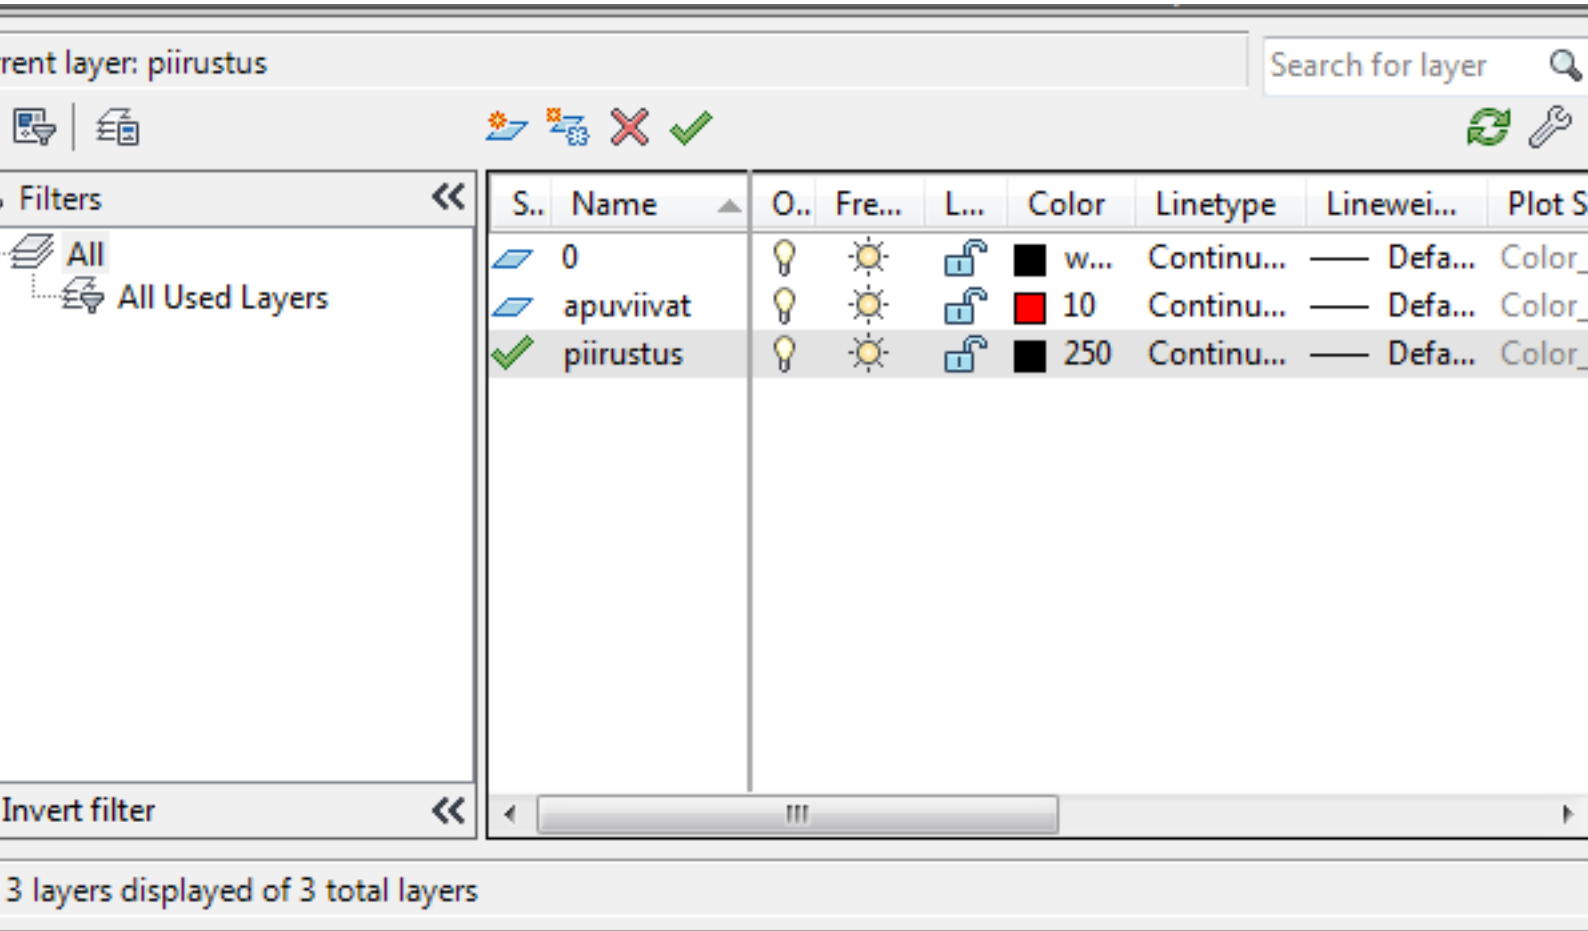 rent layer: piirustus
Search for layer
Filters
All
All Used Layers
Invert filter
S.. Name O.. Fre... L... Color Linetype Linewei... Plot S
0 w... Continu... Defa... Color_
apuviivat 10 Continu... Defa... Color_
piirustus 250 Continu... Defa... Color_
3 layers displayed of 3 total layers